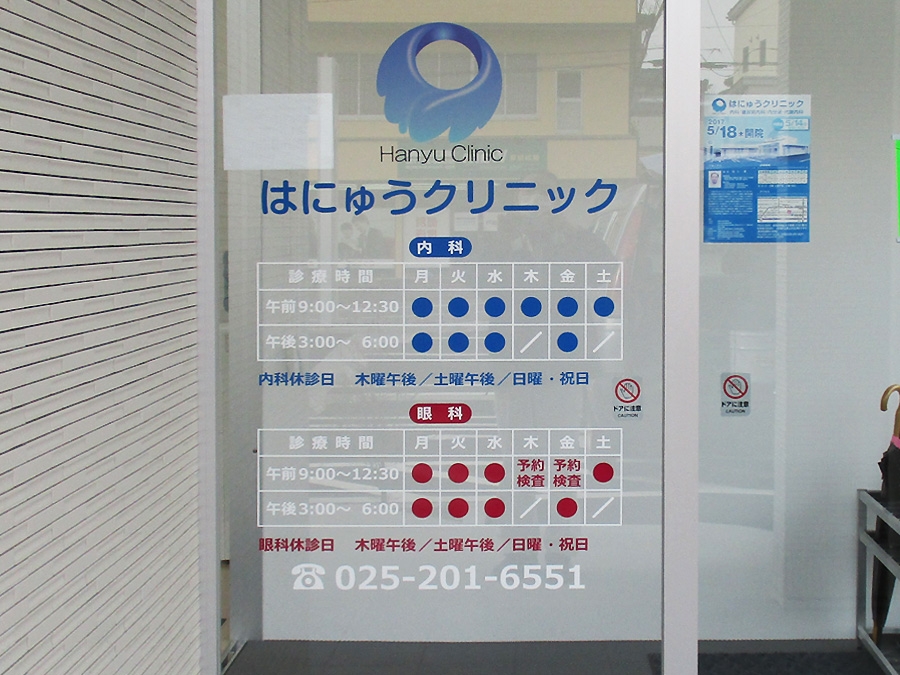 Hanyu Clinic
はにゅうクリニック
内科
診療時間 月 火 水 木 金 土
午前9:00〜12:30 ● ● ● ● ● ●
午後3:00〜 6:00 ● ● ● ／ ● ／
内科休診日 木曜午後／土曜午後／日曜・祝日
眼科
診療時間 月 火 水 木 金 土
午前9:00〜12:30 ● ● ● 予約検査 予約検査 ●
午後3:00〜 6:00 ● ● ● ／ ● ／
眼科休診日 木曜午後／土曜午後／日曜・祝日
☎025-201-6551
ドアに注意
CAUTION
はにゅうクリニック
2017
5/18 開院
5/14
ドアに注意
CAUTION